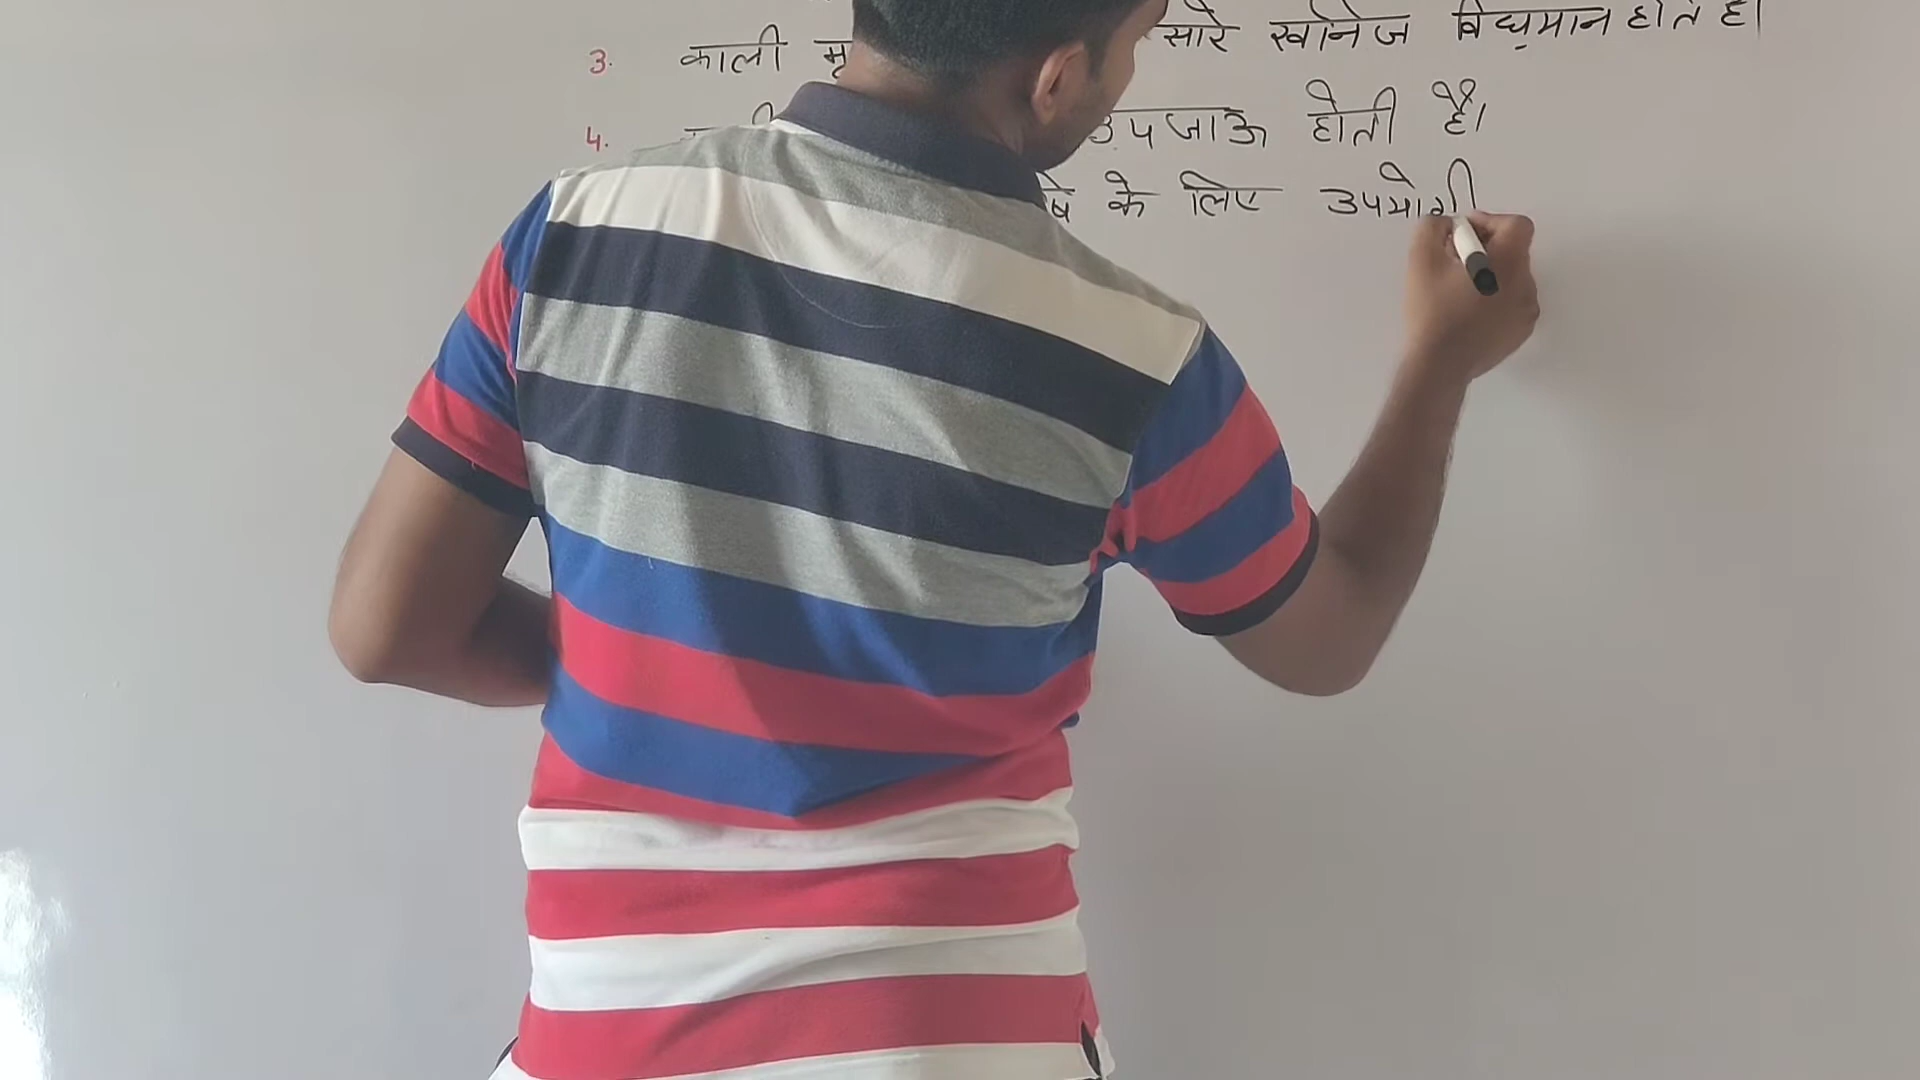 3. काली सारे खनिज विद्यमान होते है।
4. उपजाऊ होती है।
के लिए उपयोगी